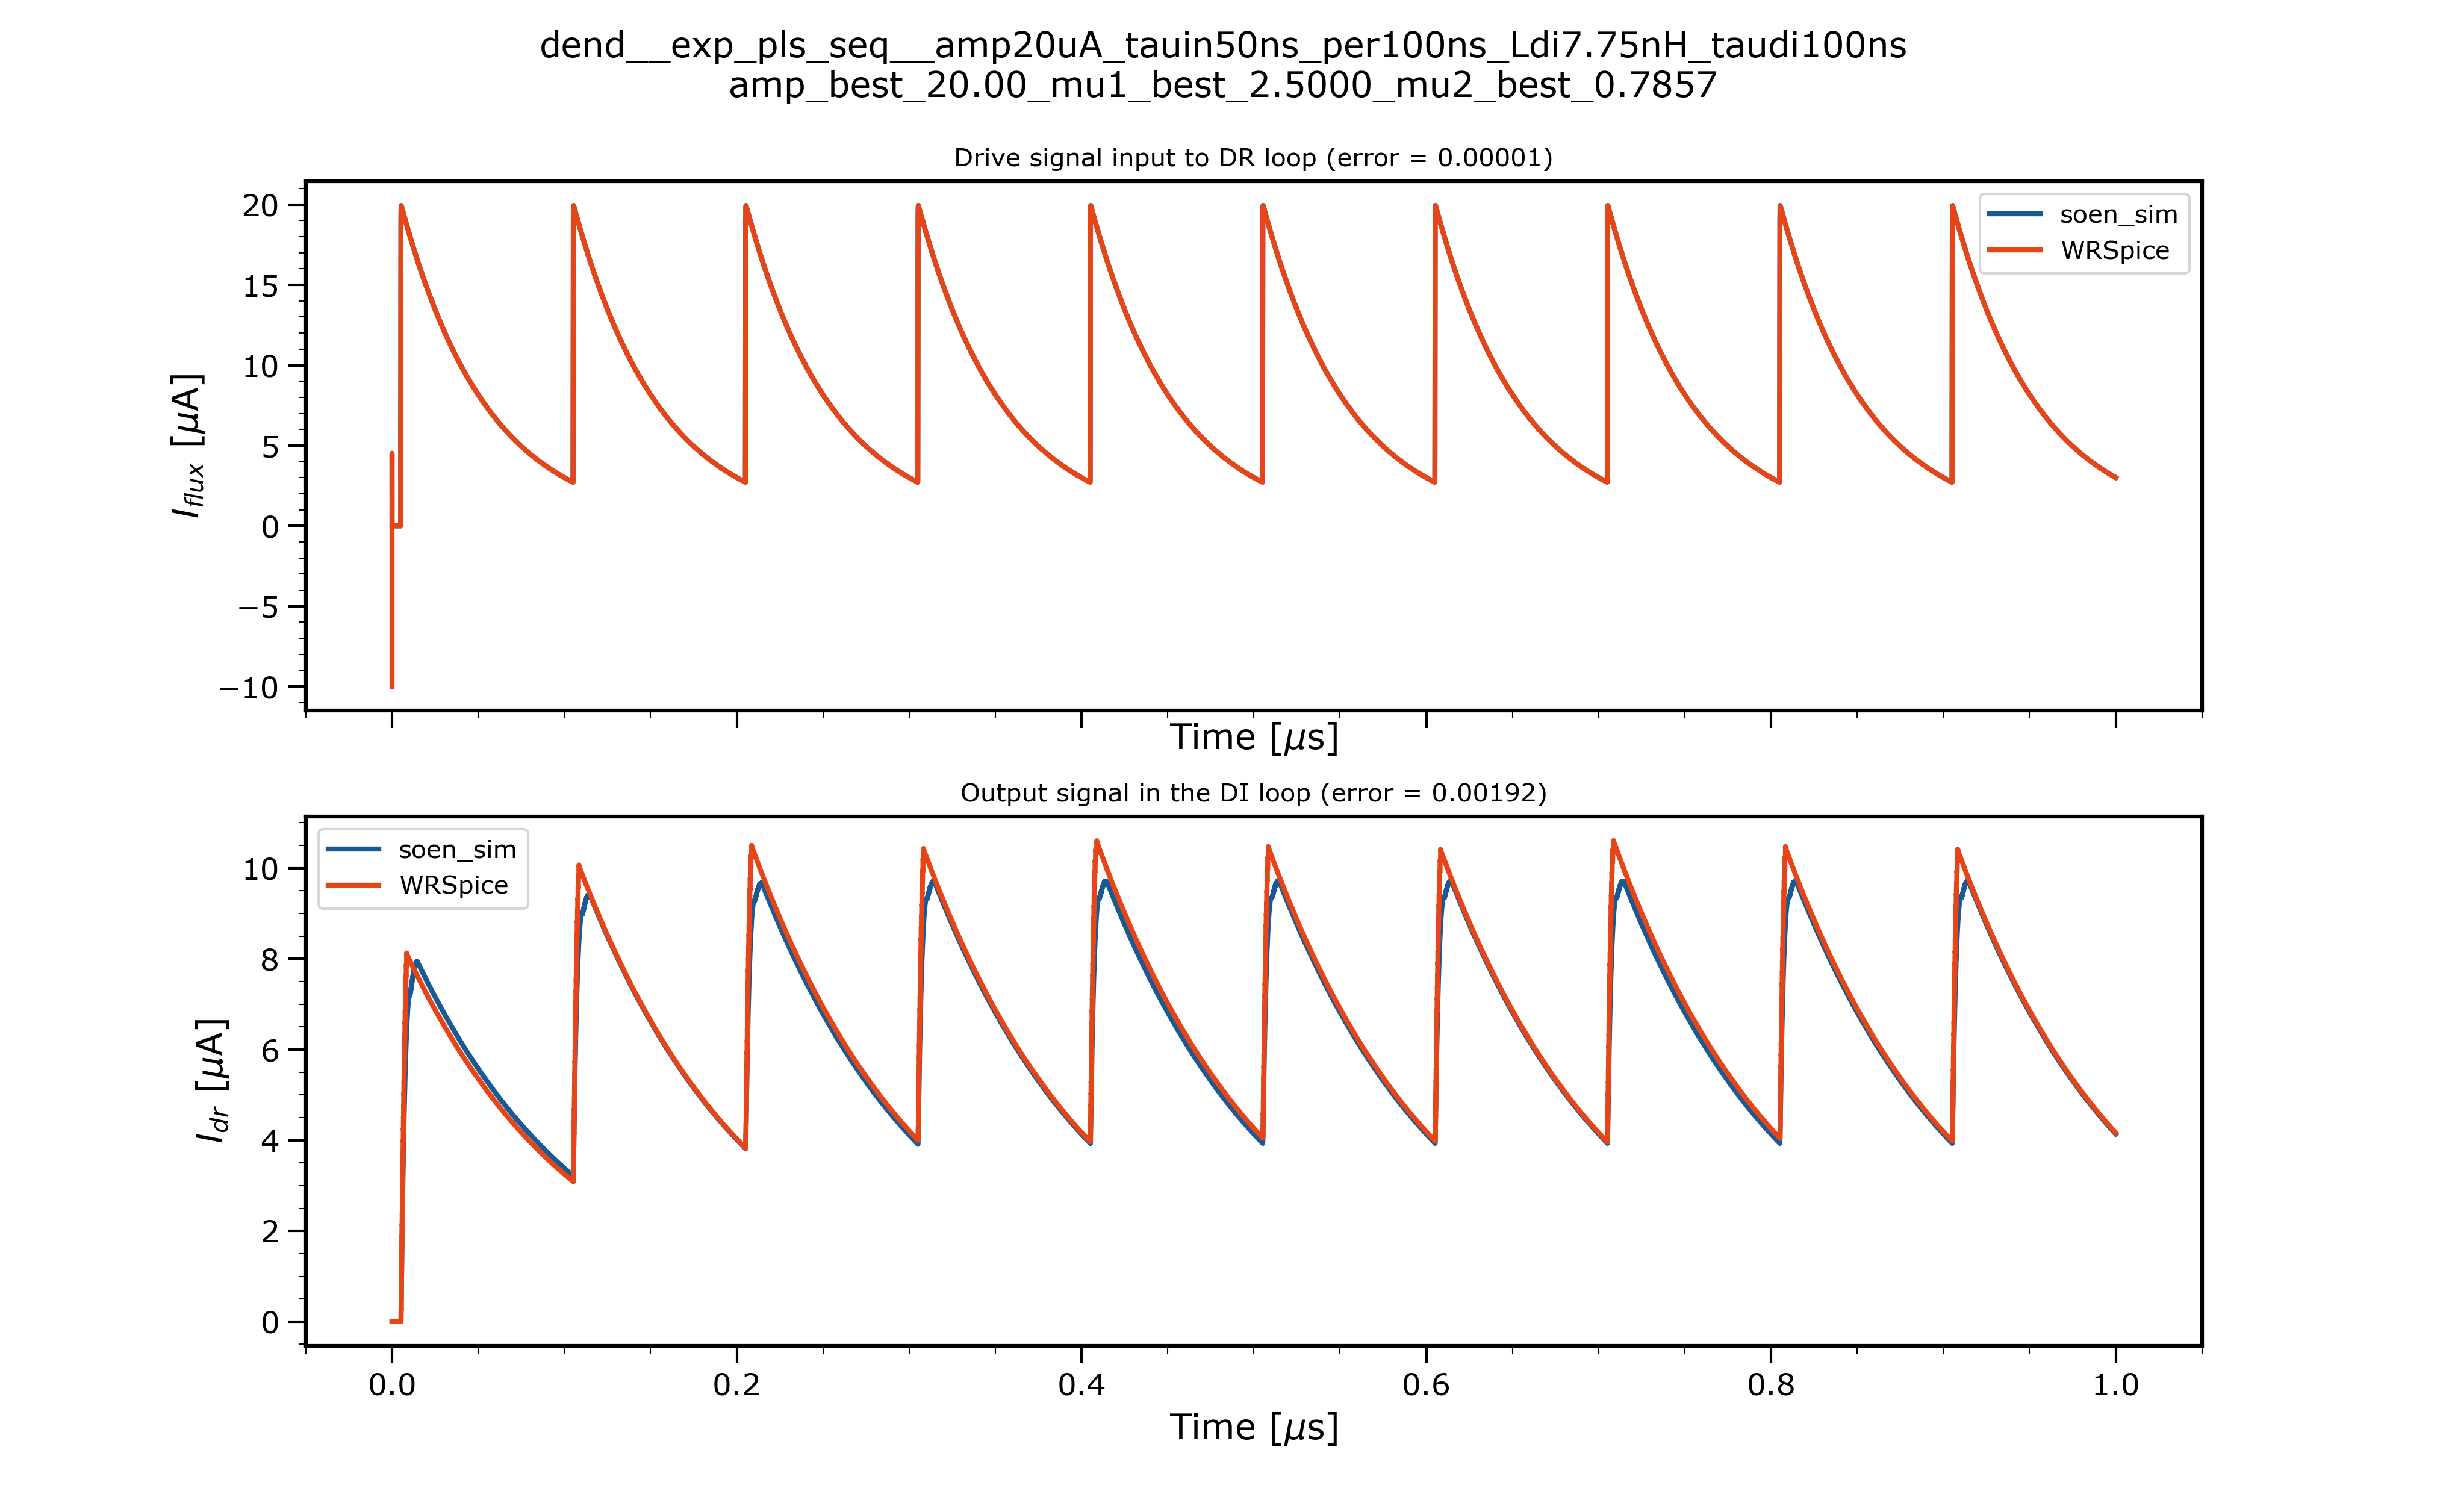 dend__exp_pls_seq__amp20uA_tauin50ns_per100ns_Ldi7.75nH_taudi100ns
amp_best_20.00_mu1_best_2.5000_mu2_best_0.7857
Drive signal input to DR loop (error = 0.00001)
20
15
10
5
0
−5
−10
I_flux [μA]
soen_sim
WRSpice
Time [μs]
Output signal in the DI loop (error = 0.00192)
10
8
6
4
2
0
I_dr [μA]
soen_sim
WRSpice
0.0 0.2 0.4 0.6 0.8 1.0
Time [μs]